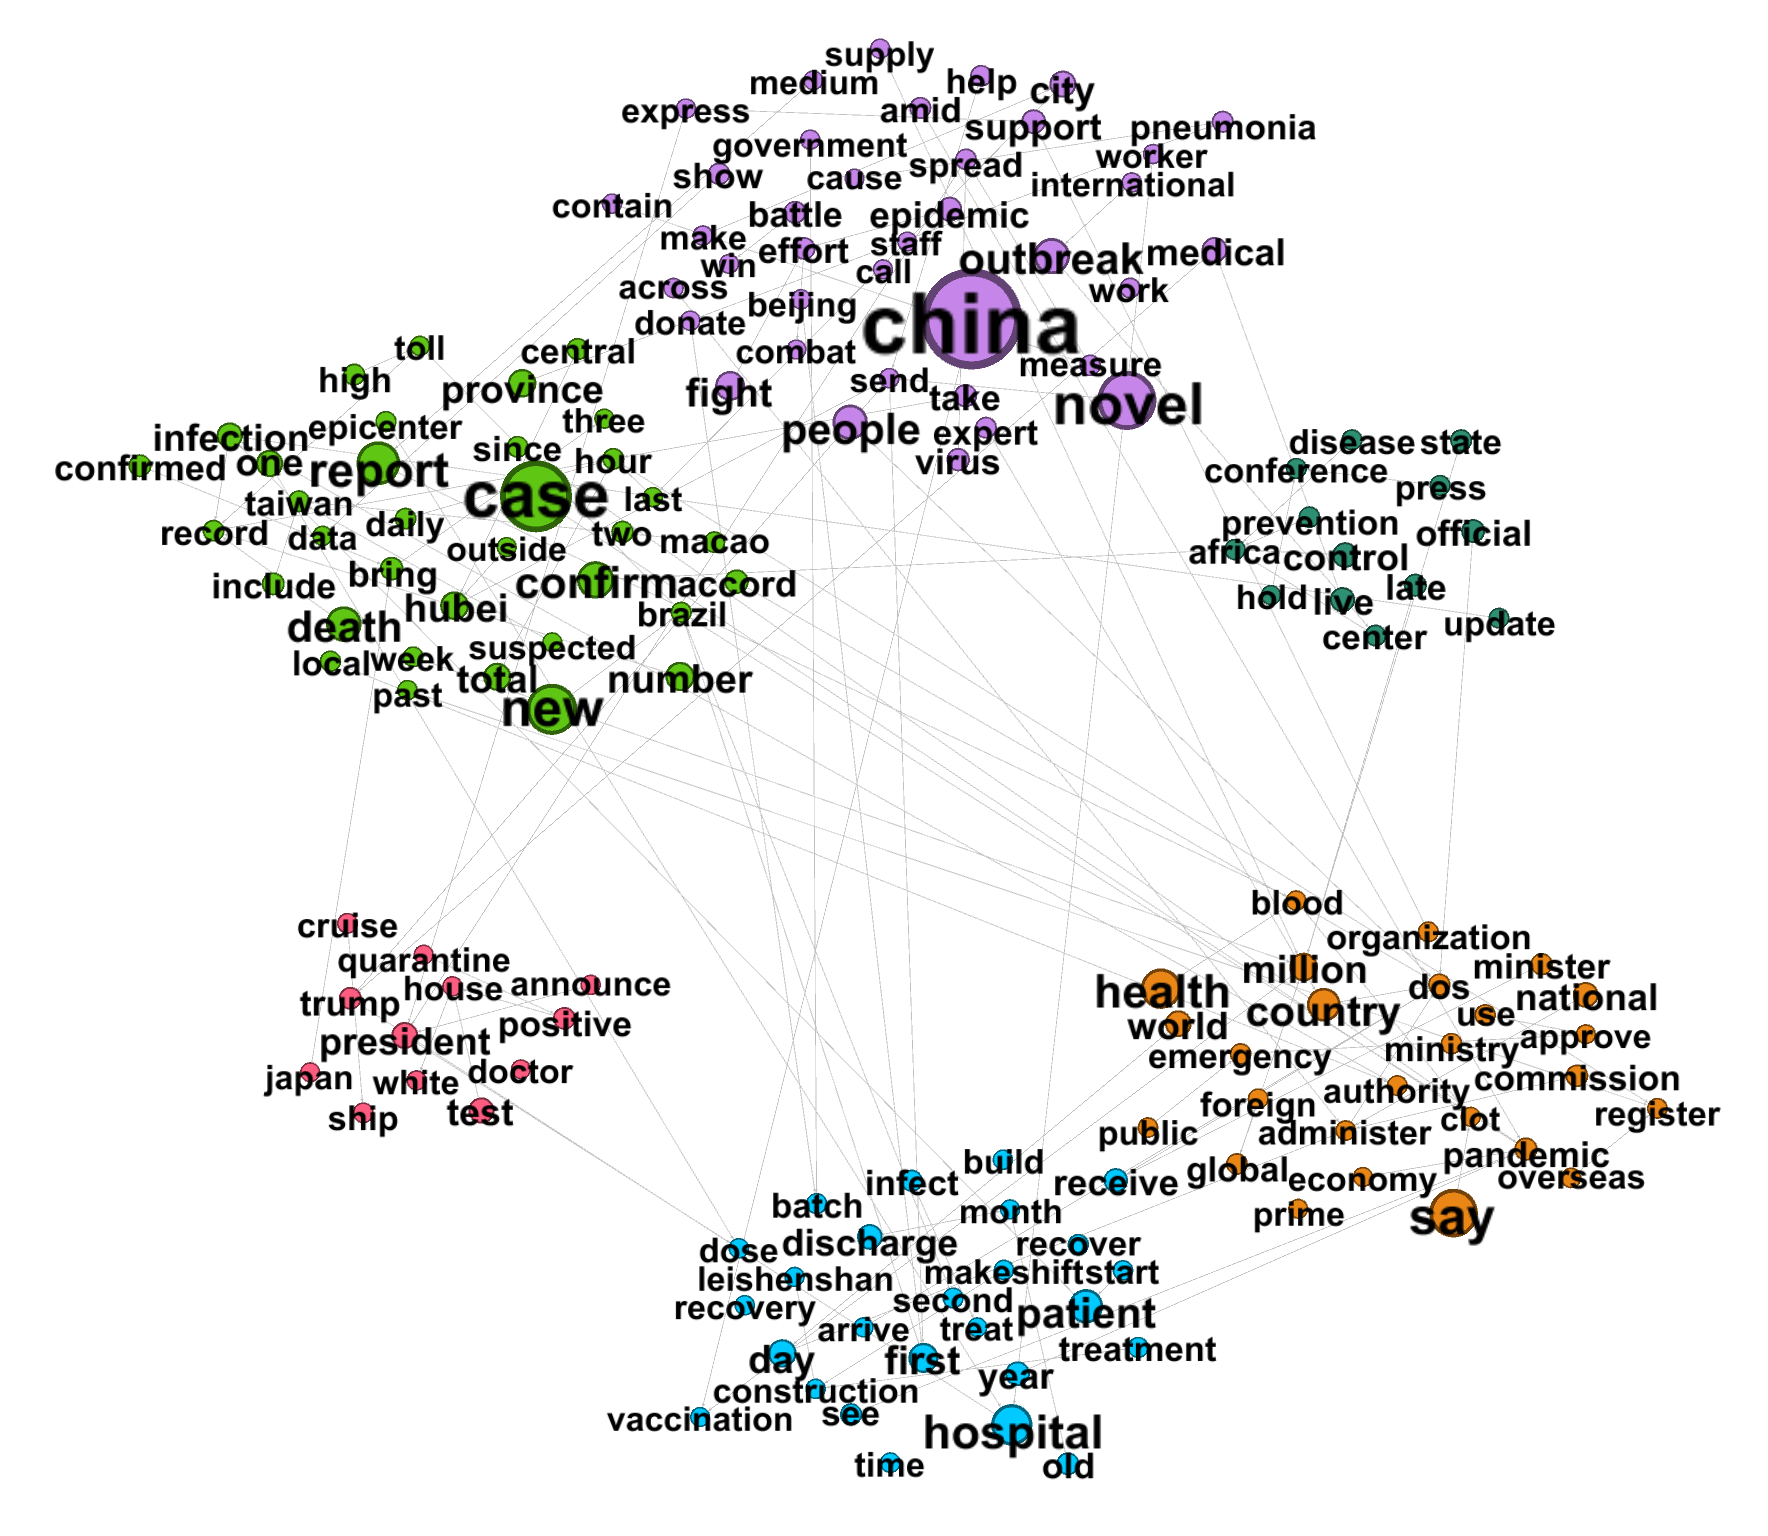 supply
medium
help
city
express
amid
support
pneumonia
government
spread
worker
show
cause
international
contain
battle
epidemic
make
effort
staff
outbreak
medical
win
call
across
work
beijing
china
donate
combat
measure
send
fight
take
novel
people
expert
virus
toll
central
high
province
three
epicenter
infection
since
hour
confirmed
one
report
case
last
taiwan
daily
two
record
data
outside
macao
include
bring
confirm
accord
hubei
brazil
death
suspected
local
week
total
number
past
new
disease
state
conference
press
prevention
official
africa
control
hold
live
late
center
update
cruise
quarantine
house
announce
trump
positive
president
japan
white
doctor
ship
test
blood
organization
million
minister
health
dos
national
country
use
world
approve
emergency
ministry
authority
commission
foreign
clot
register
public
administer
pandemic
global
economy
overseas
prime
say
build
infect
receive
batch
month
dose
discharge
recover
leishenshan
makeshift
start
recovery
second
patient
arrive
treat
day
first
treatment
construction
year
vaccination
see
hospital
time
old